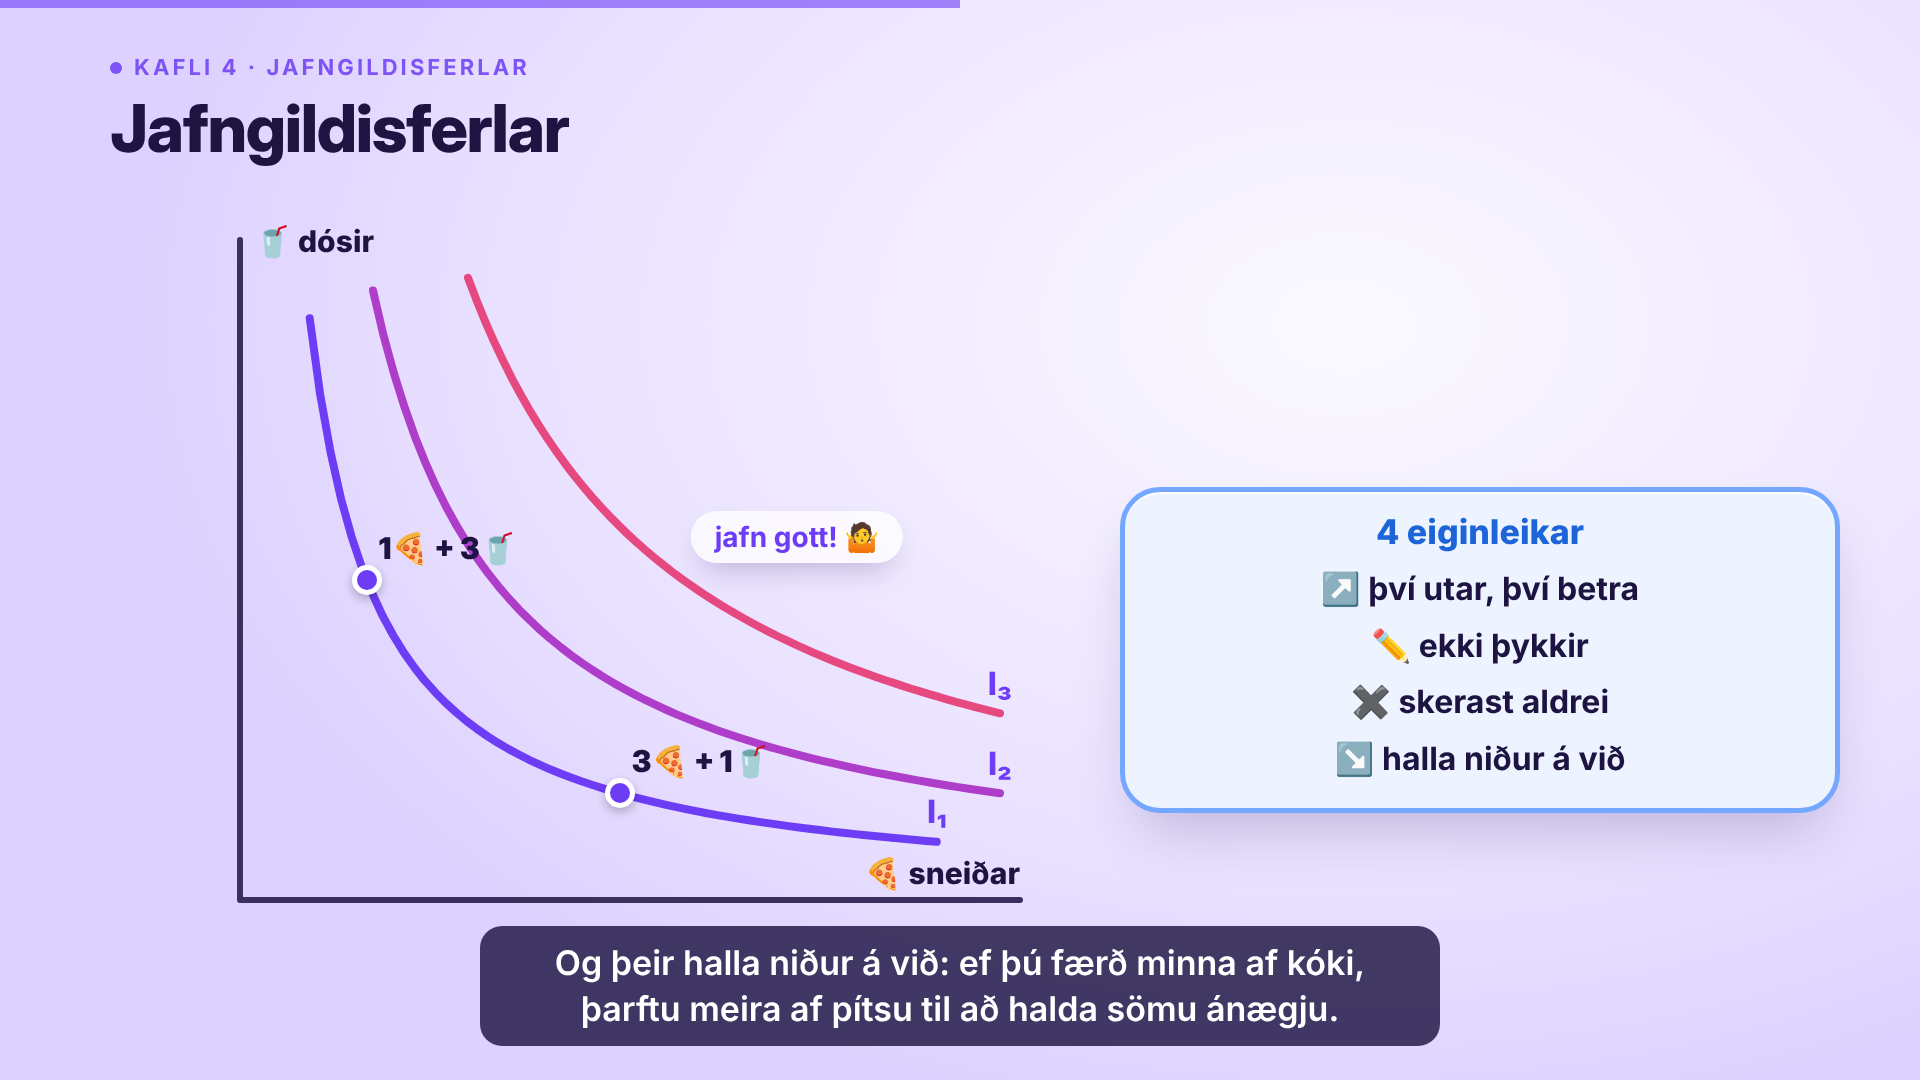 KAFLI 4 · JAFNGILDISFERLAR
Jafngildisferlar
🥤 dósir
1🍕 + 3🥤
jafn gott! 🤷
3🍕 + 1🥤
I₃
I₂
I₁
🍕 sneiðar
4 eiginleikar
↗️ því utar, því betra
✏️ ekki þykkir
✖️ skerast aldrei
↘️ halla niður á við
Og þeir halla niður á við: ef þú færð minna af kóki,
þarftu meira af pítsu til að halda sömu ánægju.